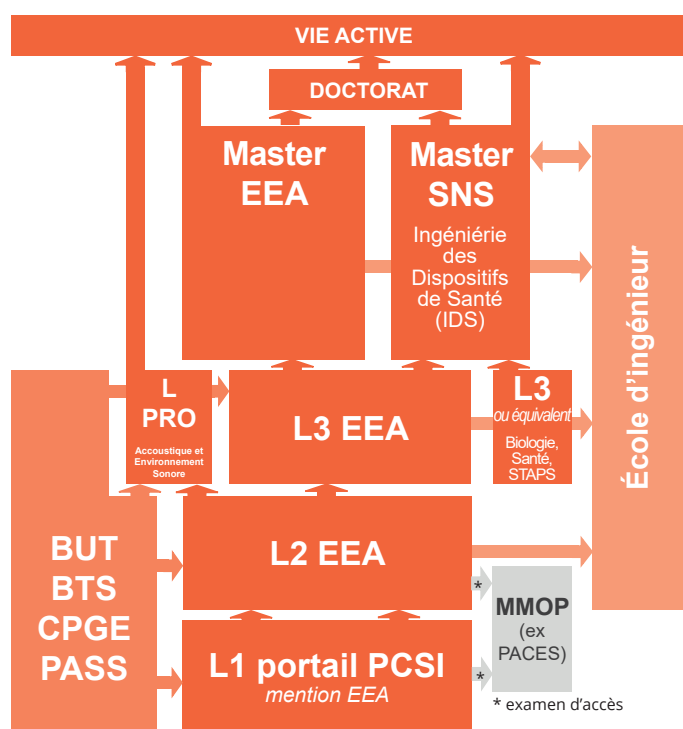 VIE ACTIVE
DOCTORAT
Master
EEA
Master
SNS
Ingéniérie
des
Dispositifs
de Santé
(IDS)
École d'ingénieur
L
PRO
Accoustique et
Environnement
Sonore
L3 EEA
L3
ou équivalent
Biologie,
Santé,
STAPS
BUT
BTS
CPGE
PASS
L2 EEA
*
MMOP
(ex
PACES)
L1 portail PCSI
mention EEA
*
* examen d'accès